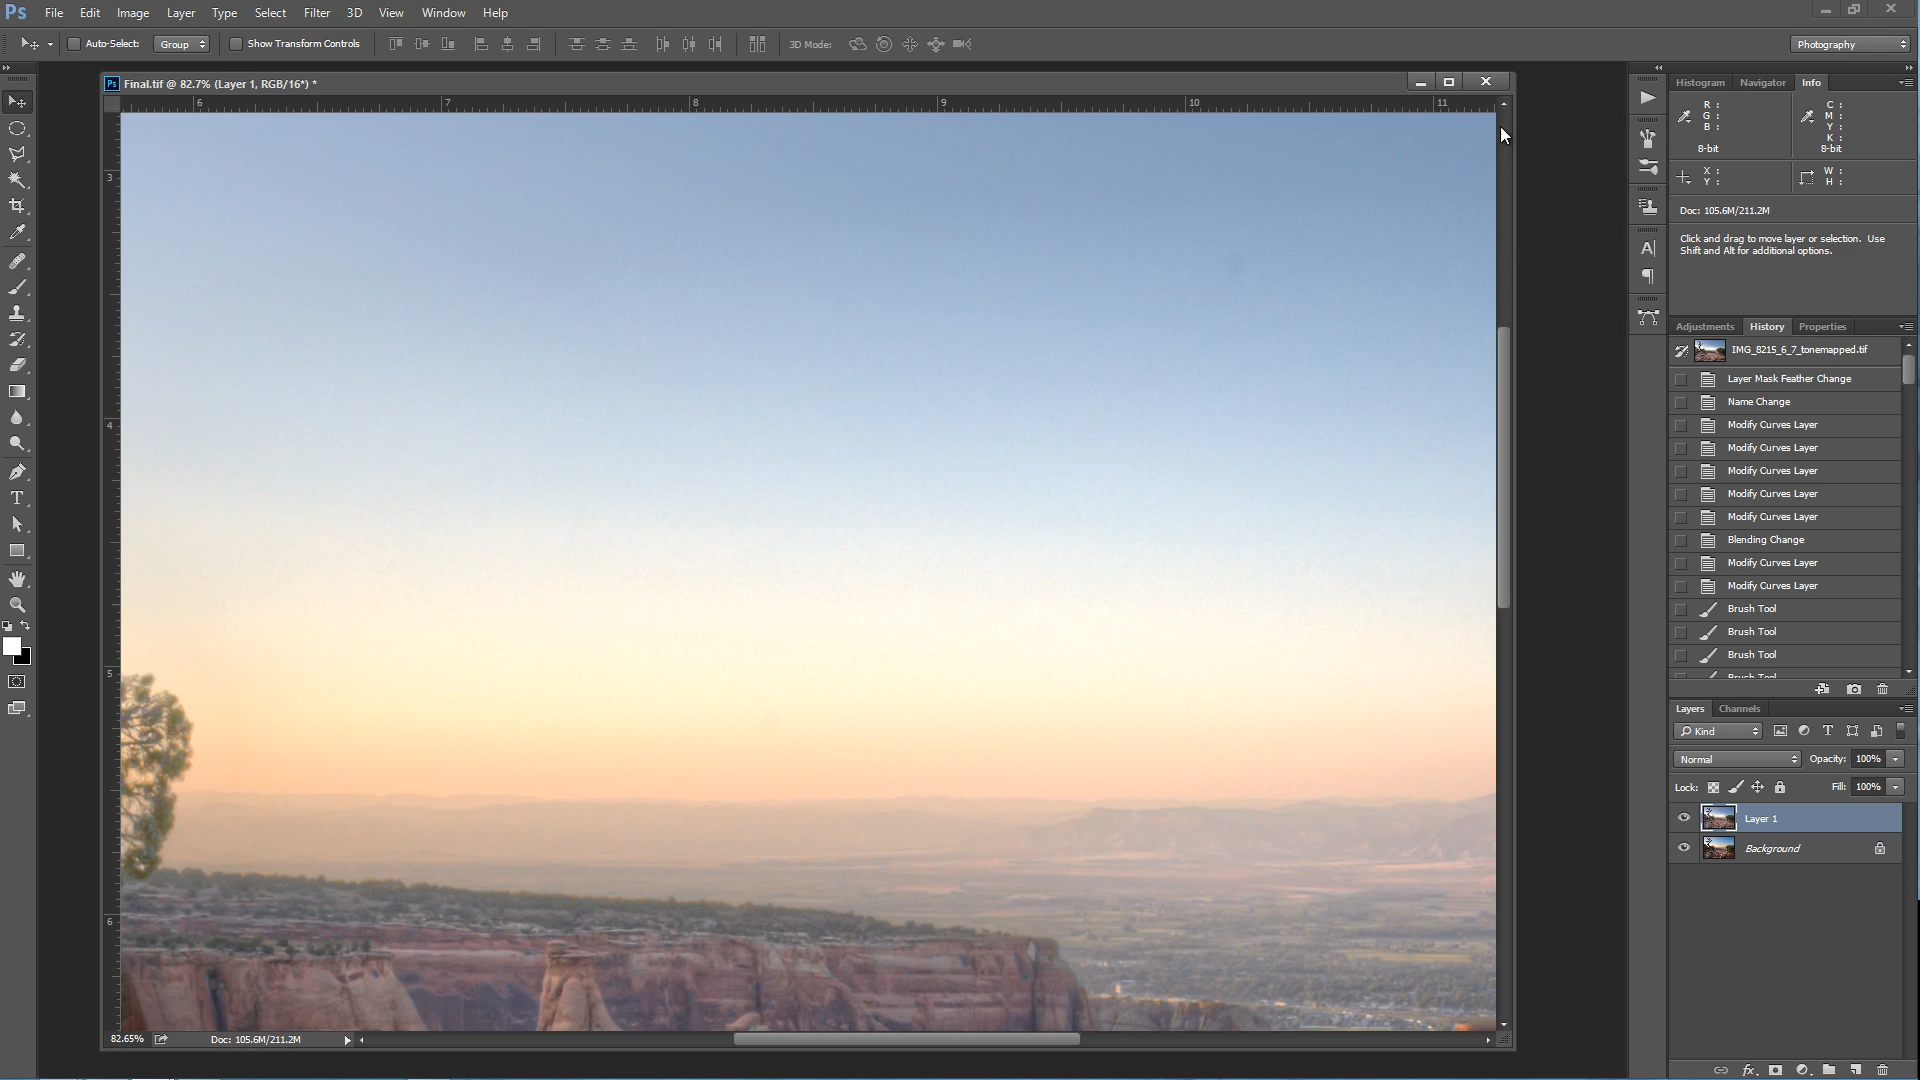 Ps File Edit Image Layer Type Select Filter 3D View Window Help
Auto-Select: Group Show Transform Controls 3D Mode: Photography
Final.tif @ 82.7% (Layer 1, RGB/16*) *
6 7 8 9 10 11
3
4
5
6
82.65% Doc: 105.6M/211.2M
Histogram Navigator Info
R : C :
G : M :
B : Y :
K :
8-bit 8-bit
X : W :
Y : H :
Doc: 105.6M/211.2M
Click and drag to move layer or selection. Use
Shift and Alt for additional options.
Adjustments History Properties
IMG_8215_6_7_tonemapped.tif
Layer Mask Feather Change
Name Change
Modify Curves Layer
Modify Curves Layer
Modify Curves Layer
Modify Curves Layer
Modify Curves Layer
Blending Change
Modify Curves Layer
Modify Curves Layer
Brush Tool
Brush Tool
Brush Tool
Brush Tool
Layers Channels
Kind
Normal Opacity: 100%
Lock: Fill: 100%
Layer 1
Background
fx